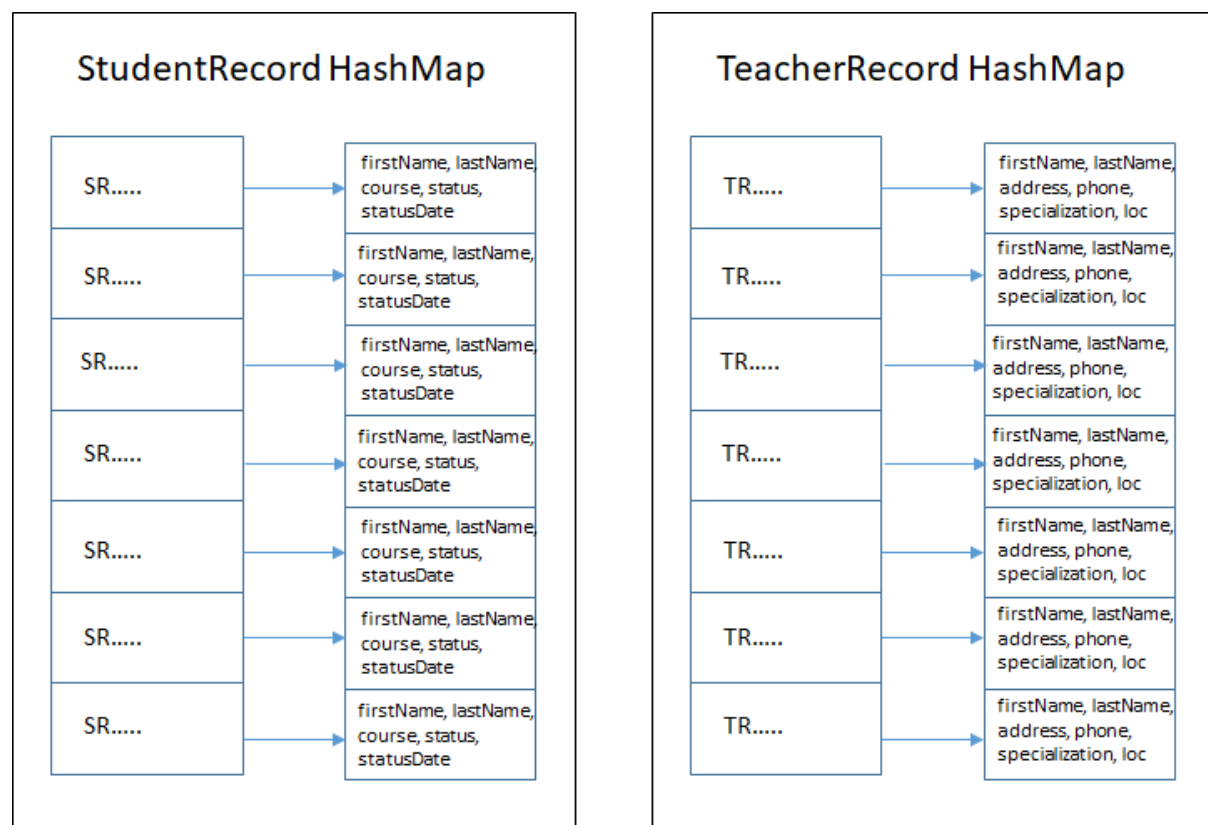 StudentRecord HashMap
SR.....
firstName, lastName,
course, status,
statusDate
SR.....
firstName, lastName,
course, status,
statusDate
SR.....
firstName, lastName,
course, status,
statusDate
SR.....
firstName, lastName,
course, status,
statusDate
SR.....
firstName, lastName,
course, status,
statusDate
SR.....
firstName, lastName,
course, status,
statusDate
SR.....
firstName, lastName,
course, status,
statusDate
TeacherRecord HashMap
TR.....
firstName, lastName,
address, phone,
specialization, loc
TR.....
firstName, lastName,
address, phone,
specialization, loc
TR.....
firstName, lastName,
address, phone,
specialization, loc
TR.....
firstName, lastName,
address, phone,
specialization, loc
TR.....
firstName, lastName,
address, phone,
specialization, loc
TR.....
firstName, lastName,
address, phone,
specialization, loc
TR.....
firstName, lastName,
address, phone,
specialization, loc